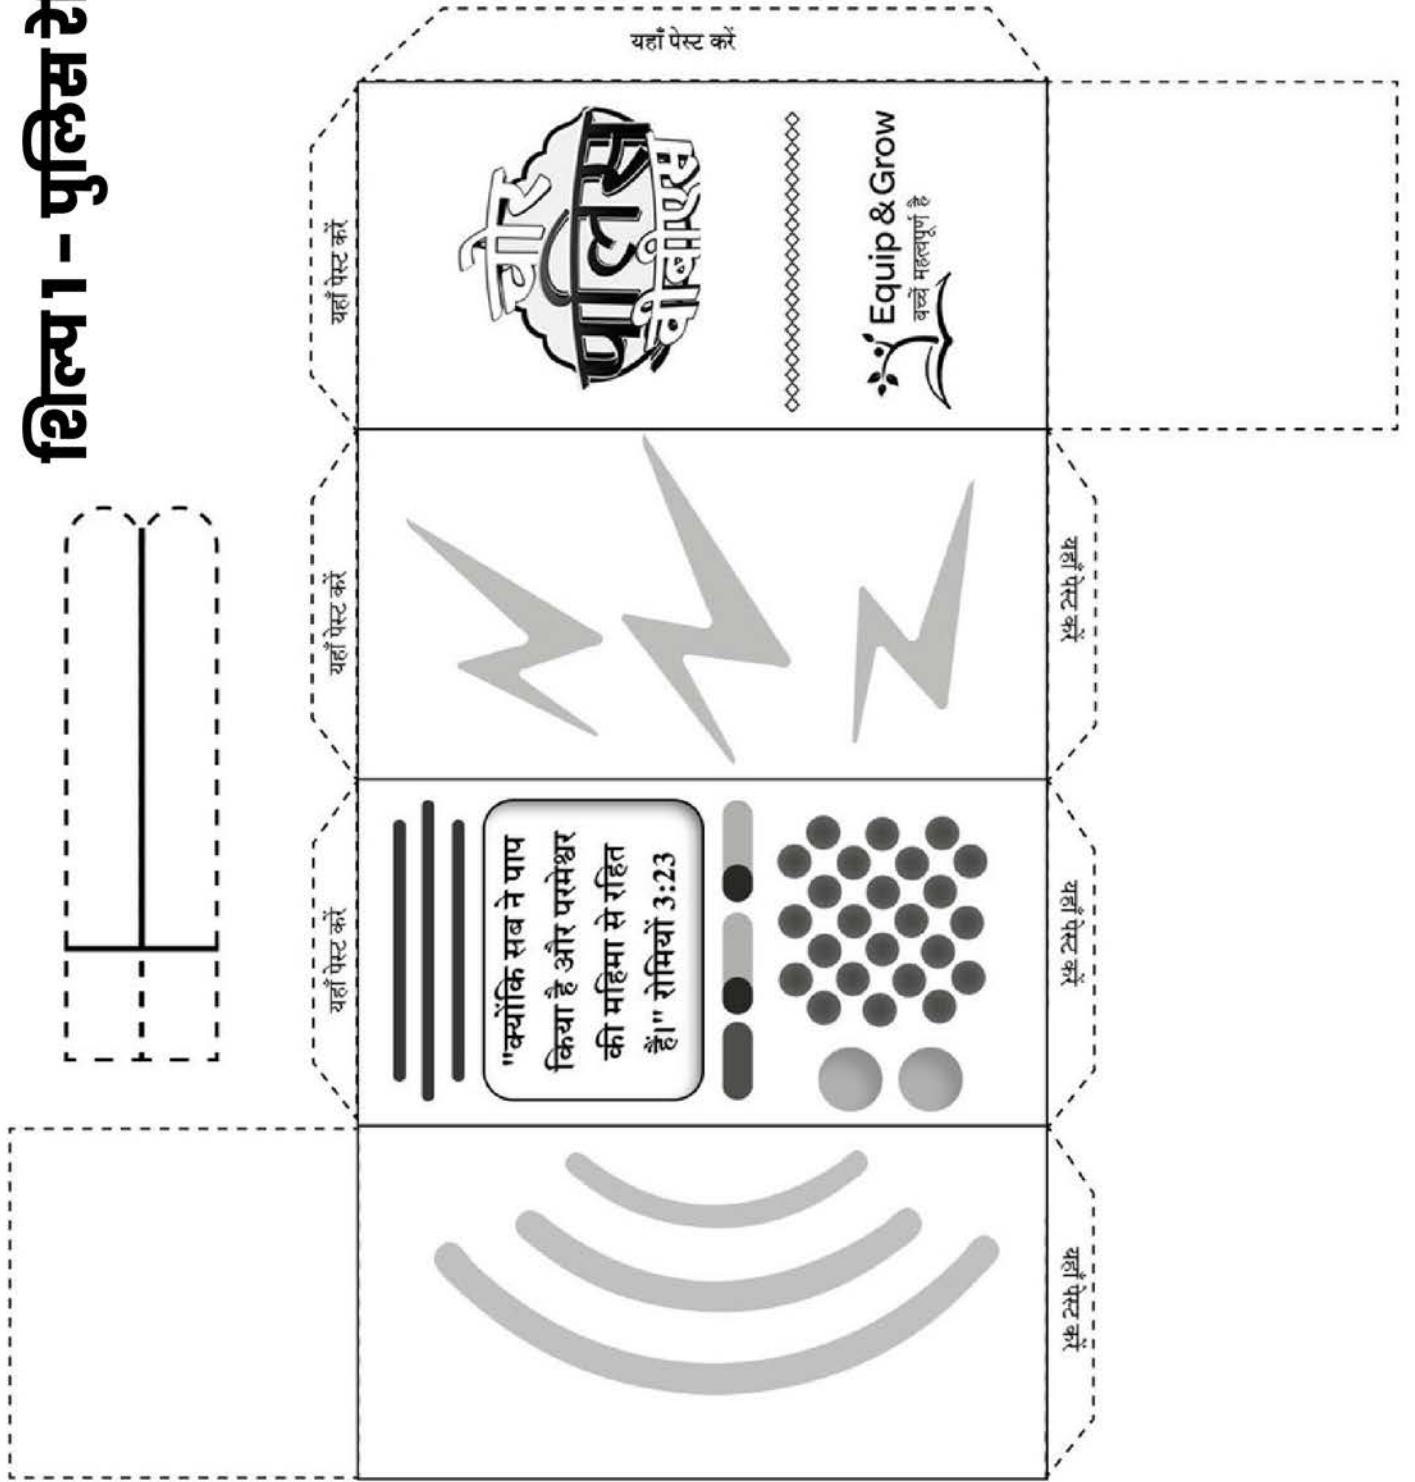 शिल्प 1 - पुलिस
यहाँ पेस्ट करें
यहाँ पेस्ट करें
चोर
वीबीएस
Equip & Grow
बच्चें महत्वपूर्ण है
यहाँ पेस्ट करें
यहाँ पेस्ट करें
यहाँ पेस्ट करें
"क्योंकि सब ने पाप
किया है और परमेश्वर
की महिमा से रहित
हैं।" रोमियों 3:23
यहाँ पेस्ट करें
यहाँ पेस्ट करें